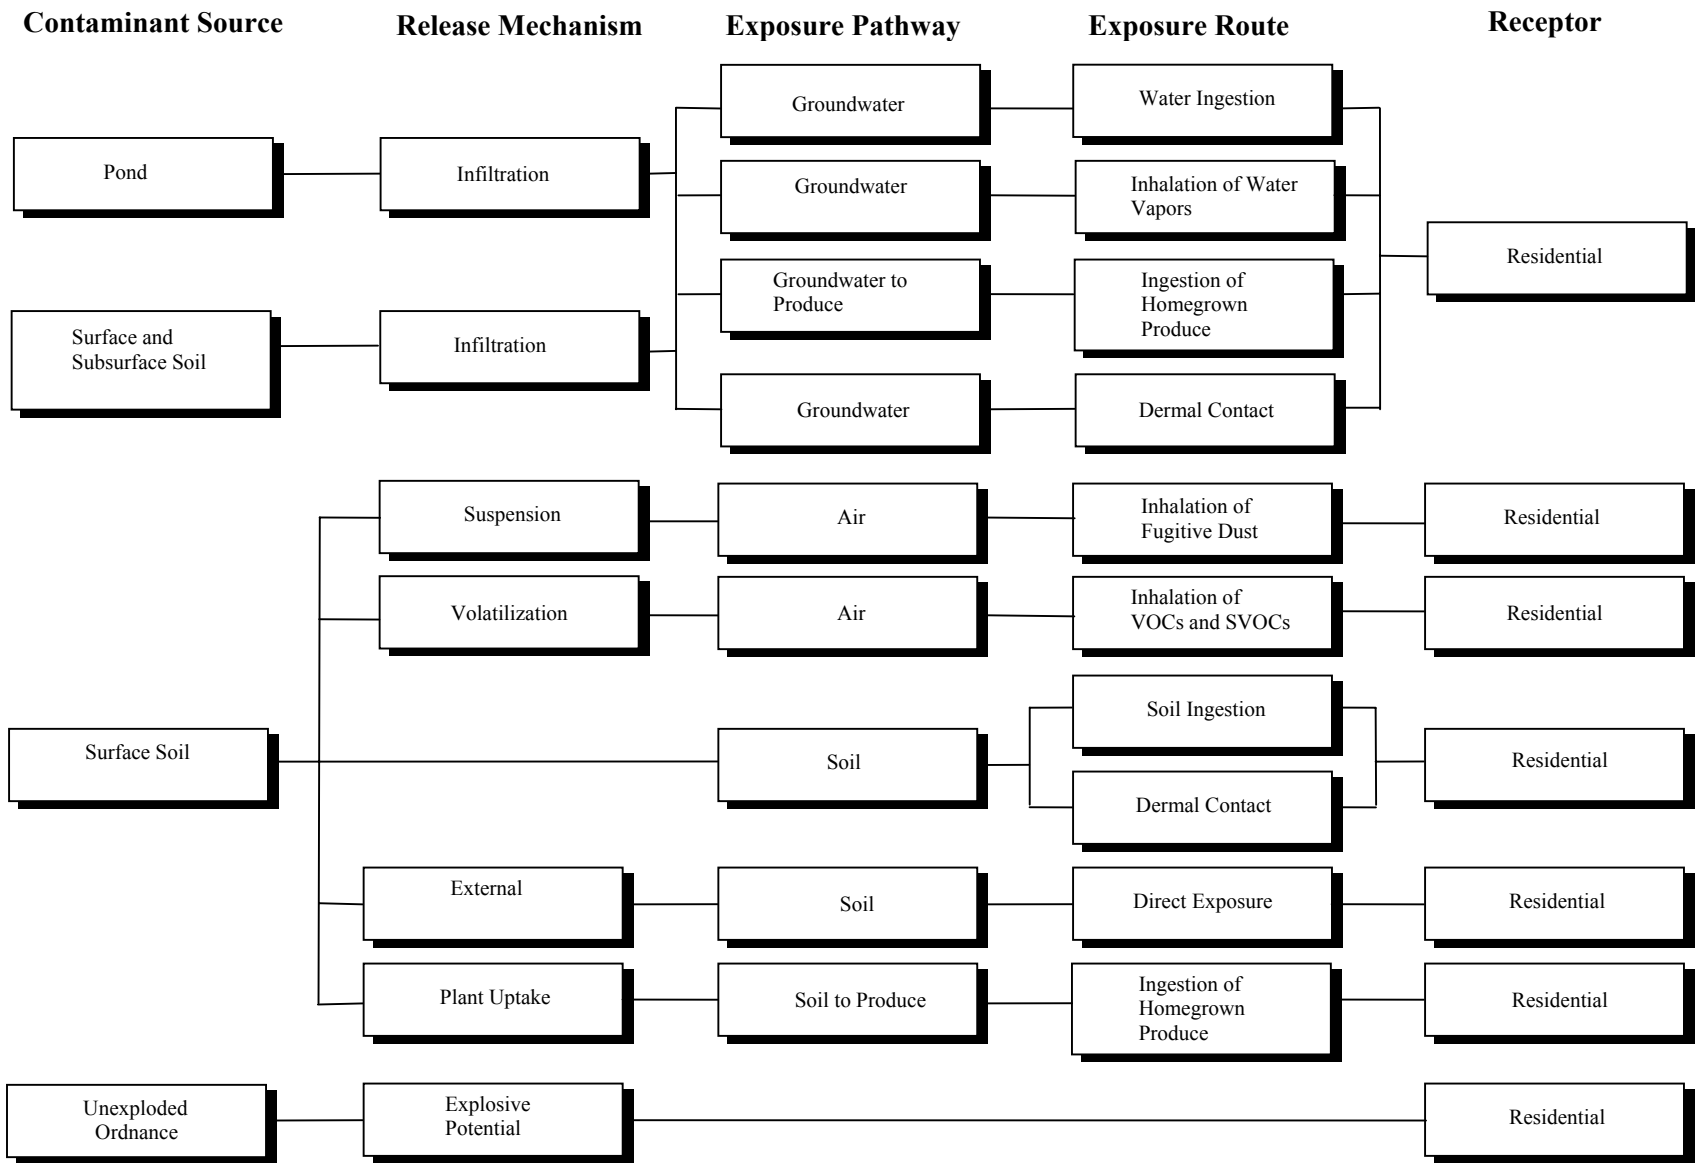 Contaminant Source
Release Mechanism
Exposure Pathway
Exposure Route
Receptor
Groundwater
Water Ingestion
Pond
Infiltration
Groundwater
Inhalation of Water
Vapors
Residential
Groundwater to
Produce
Ingestion of
Homegrown
Produce
Surface and
Subsurface Soil
Infiltration
Groundwater
Dermal Contact
Suspension
Air
Inhalation of
Fugitive Dust
Residential
Volatilization
Air
Inhalation of
VOCs and SVOCs
Residential
Surface Soil
Soil
Soil Ingestion
Dermal Contact
Residential
External
Soil
Direct Exposure
Residential
Plant Uptake
Soil to Produce
Ingestion of
Homegrown
Produce
Residential
Unexploded
Ordnance
Explosive
Potential
Residential